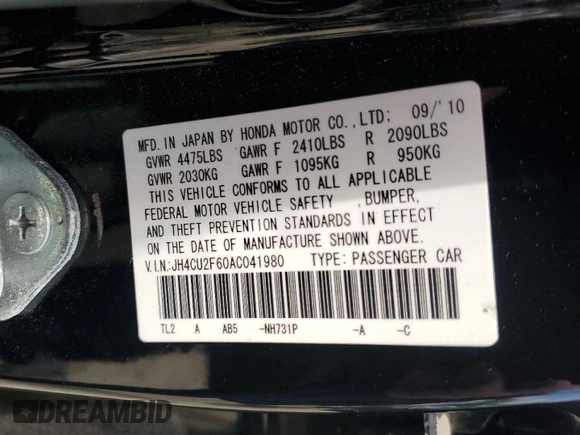 MFD.IN JAPAN BY HONDA MOTOR CO.,LTD; 09/'10
GVWR 4475LBS GAWR F 2410LBS R 2090LBS
GVWR 2030KG GAWR F 1095KG R 950KG
THIS VEHICLE CONFORMS TO ALL APPLICABLE
FEDERAL MOTOR VEHICLE SAFETY ,BUMPER,
AND THEFT PREVENTION STANDARDS IN EFFECT
ON THE DATE OF MANUFACTURE SHOWN ABOVE.
V.I.N:JH4CU2F60AC041980 TYPE: PASSENGER CAR
TL2 A AB5 -NH731P -A -C
DREAMBID